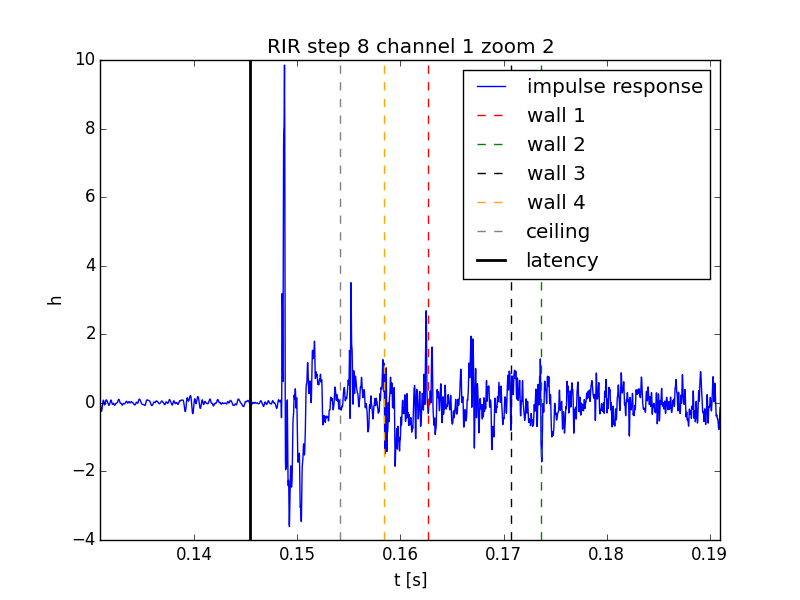 RIR step 8 channel 1 zoom 2
10
8
6
4
2
0
−2
−4
h
impulse response
wall 1
wall 2
wall 3
wall 4
ceiling
latency
0.14 0.15 0.16 0.17 0.18 0.19
t [s]